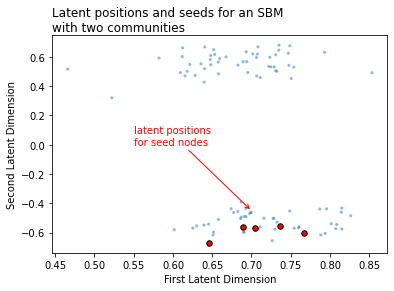 Latent positions and seeds for an SBM
with two communities
Second Latent Dimension
0.6
0.4
0.2
0.0
−0.2
−0.4
−0.6
latent positions
for seed nodes
0.45 0.50 0.55 0.60 0.65 0.70 0.75 0.80 0.85
First Latent Dimension